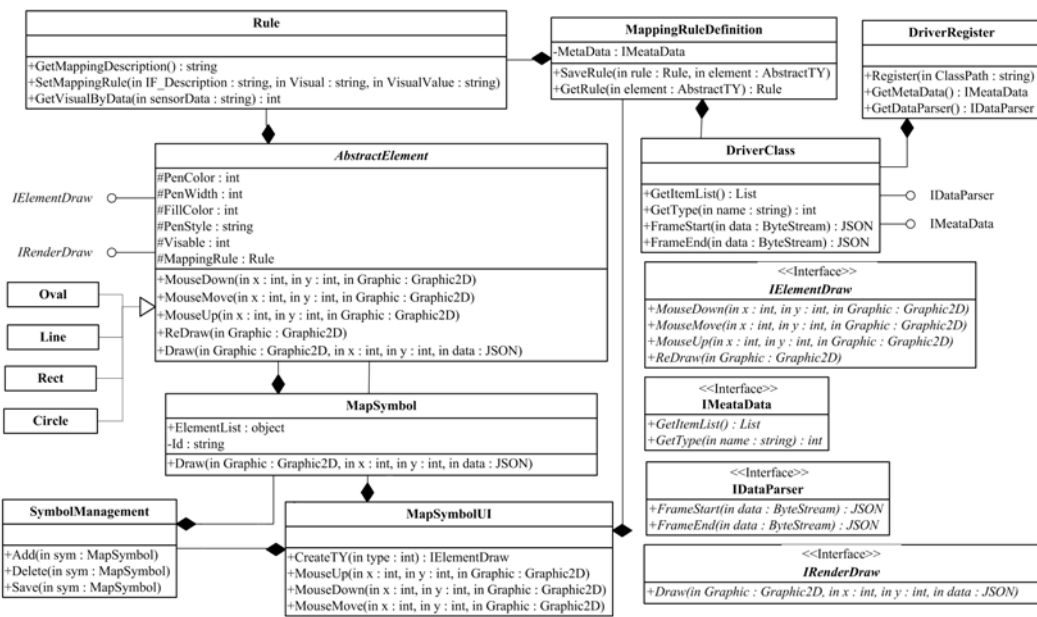 Rule
+GetMappingDescription() : string
+SetMappingRule(in IF_Description : string, in Visual : string, in VisualValue : string)
+GetVisualByData(in sensorData : string) : int
MappingRuleDefinition
-MetaData : IMeataData
+SaveRule(in rule : Rule, in element : AbstractTY)
+GetRule(in element : AbstractTY) : Rule
DriverRegister
+Register(in ClassPath : string)
+GetMetaData() : IMeataData
+GetDataParser() : IDataParser
AbstractElement
#PenColor : int
#PenWidth : int
#FillColor : int
#PenStyle : string
#Visable : int
#MappingRule : Rule
+MouseDown(in x : int, in y : int, in Graphic : Graphic2D)
+MouseMove(in x : int, in y : int, in Graphic : Graphic2D)
+MouseUp(in x : int, in y : int, in Graphic : Graphic2D)
+ReDraw(in Graphic : Graphic2D)
+Draw(in Graphic : Graphic2D, in x : int, in y : int, in data : JSON)
IElementDraw
IRenderDraw
DriverClass
+GetItemList() : List
+GetType(in name : string) : int
+FrameStart(in data : ByteStream) : JSON
+FrameEnd(in data : ByteStream) : JSON
IDataParser
IMeataData
Oval
Line
Rect
Circle
<<Interface>>
IElementDraw
+MouseDown(in x : int, in y : int, in Graphic : Graphic2D)
+MouseMove(in x : int, in y : int, in Graphic : Graphic2D)
+MouseUp(in x : int, in y : int, in Graphic : Graphic2D)
+ReDraw(in Graphic : Graphic2D)
<<Interface>>
IMeataData
+GetItemList() : List
+GetType(in name : string) : int
MapSymbol
+ElementList : object
-Id : string
+Draw(in Graphic : Graphic2D, in x : int, in y : int, in data : JSON)
<<Interface>>
IDataParser
+FrameStart(in data : ByteStream) : JSON
+FrameEnd(in data : ByteStream) : JSON
SymbolManagement
+Add(in sym : MapSymbol)
+Delete(in sym : MapSymbol)
+Save(in sym : MapSymbol)
MapSymbolUI
+CreateTY(in type : int) : IElementDraw
+MouseUp(in x : int, in y : int, in Graphic : Graphic2D)
+MouseDown(in x : int, in y : int, in Graphic : Graphic2D)
+MouseMove(in x : int, in y : int, in Graphic : Graphic2D)
<<Interface>>
IRenderDraw
+Draw(in Graphic : Graphic2D, in x : int, in y : int, in data : JSON)